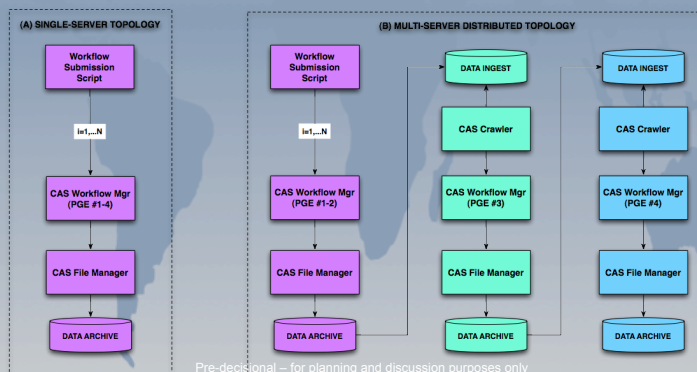 (A) SINGLE-SERVER TOPOLOGY
Workflow
Submission
Script
i=1,...N
CAS Workflow Mgr
(PGE #1-4)
CAS File Manager
DATA ARCHIVE
(B) MULTI-SERVER DISTRIBUTED TOPOLOGY
Workflow
Submission
Script
i=1,...N
CAS Workflow Mgr
(PGE #1-2)
CAS File Manager
DATA ARCHIVE
DATA INGEST
CAS Crawler
CAS Workflow Mgr
(PGE #3)
CAS File Manager
DATA ARCHIVE
DATA INGEST
CAS Crawler
CAS Workflow Mgr
(PGE #4)
CAS File Manager
DATA ARCHIVE
Pre-decisional – for planning and discussion purposes only